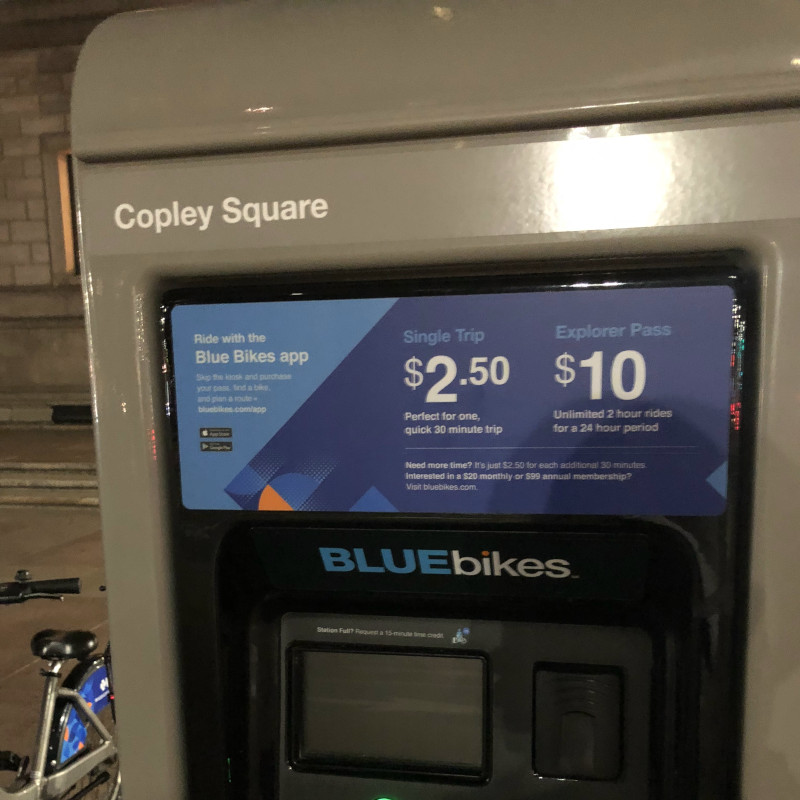 Copley Square
Ride with the
Blue Bikes app
Skip the kiosk and purchase
your pass, find a bike,
and plan a route –
bluebikes.com/app
App Store
Google Play
Single Trip
$2.50
Perfect for one,
quick 30 minute trip
Explorer Pass
$10
Unlimited 2 hour rides
for a 24 hour period
Need more time? It's just $2.50 for each additional 30 minutes.
Interested in a $20 monthly or $99 annual membership?
Visit bluebikes.com.
BLUEbikes
Station Full? Request a 15-minute time credit.